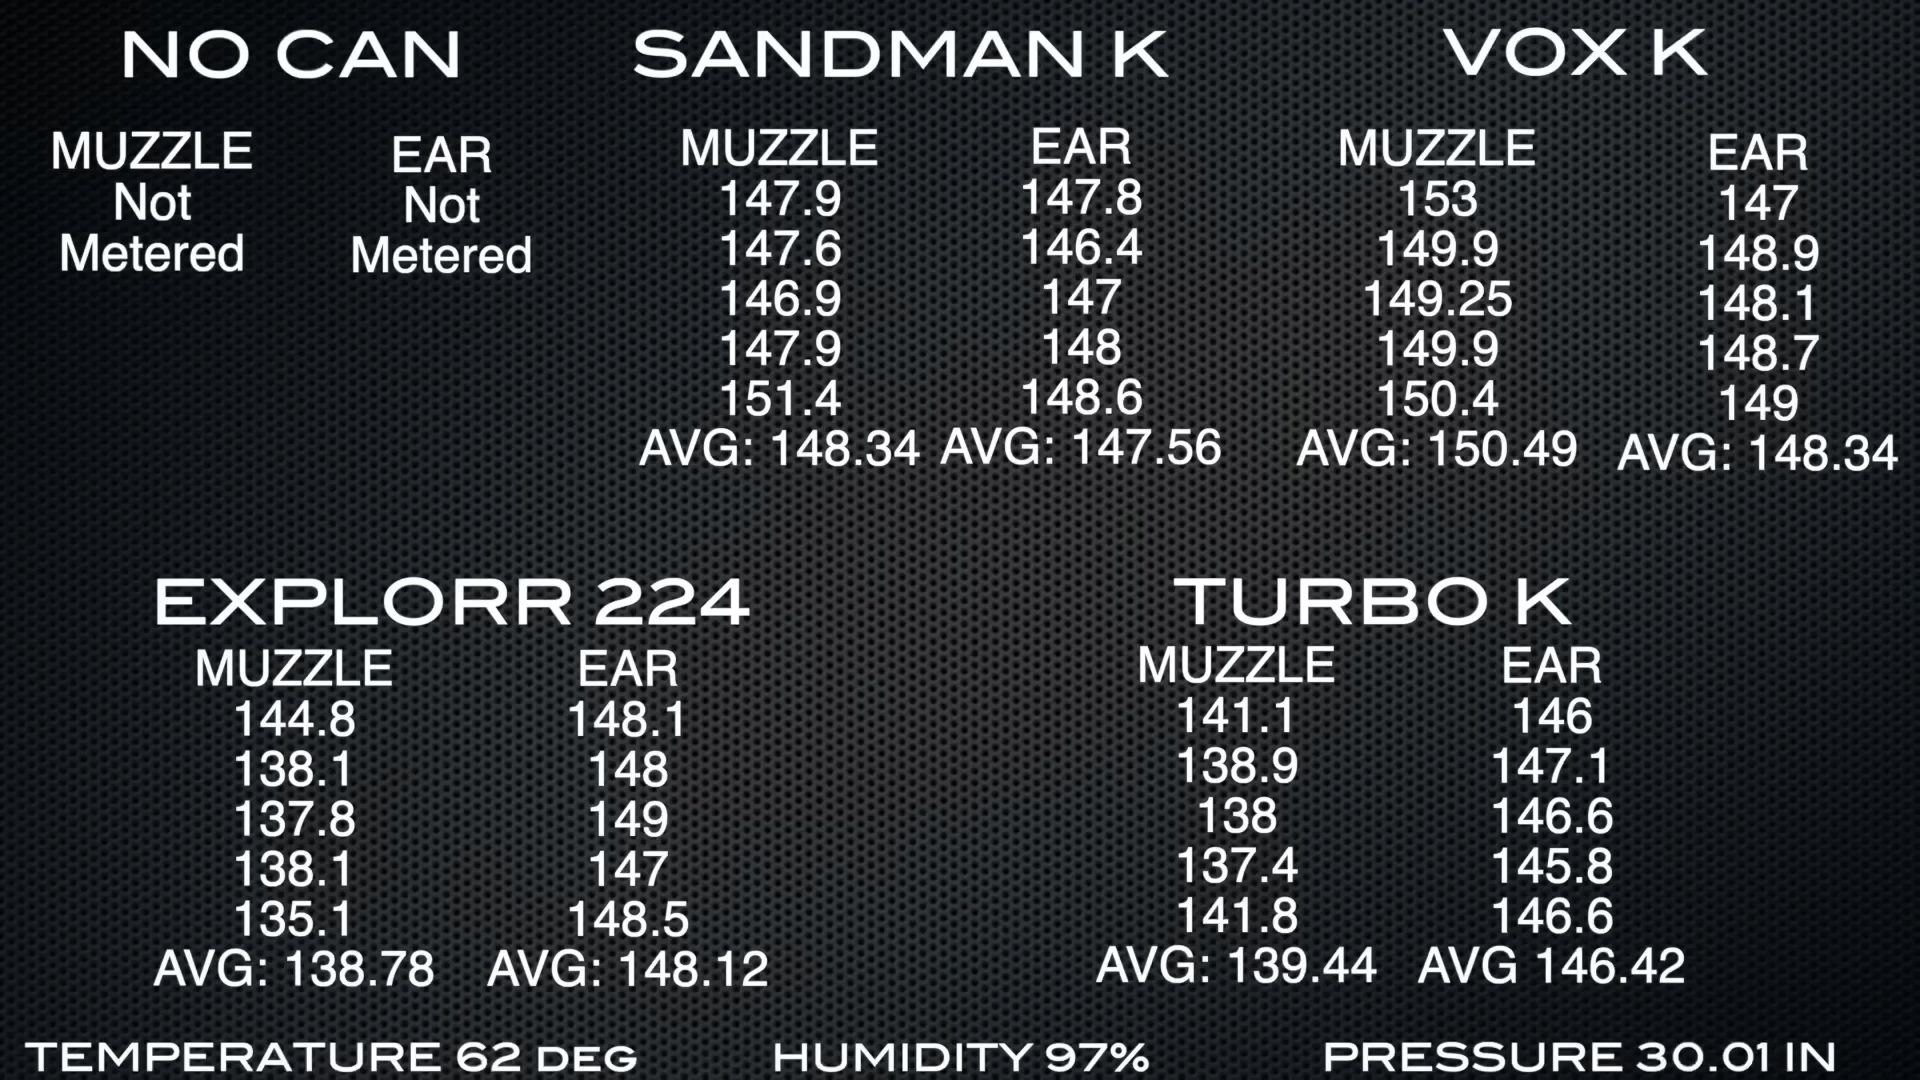 NO CAN
MUZZLE
Not
Metered
EAR
Not
Metered
SANDMAN K
MUZZLE
147.9
147.6
146.9
147.9
151.4
AVG: 148.34
EAR
147.8
146.4
147
148
148.6
AVG: 147.56
VOX K
MUZZLE
153
149.9
149.25
149.9
150.4
AVG: 150.49
EAR
147
148.9
148.1
148.7
149
AVG: 148.34
EXPLORR 224
MUZZLE
144.8
138.1
137.8
138.1
135.1
AVG: 138.78
EAR
148.1
148
149
147
148.5
AVG: 148.12
TURBO K
MUZZLE
141.1
138.9
138
137.4
141.8
AVG: 139.44
EAR
146
147.1
146.6
145.8
146.6
AVG 146.42
TEMPERATURE 62 DEG
HUMIDITY 97%
PRESSURE 30.01 IN